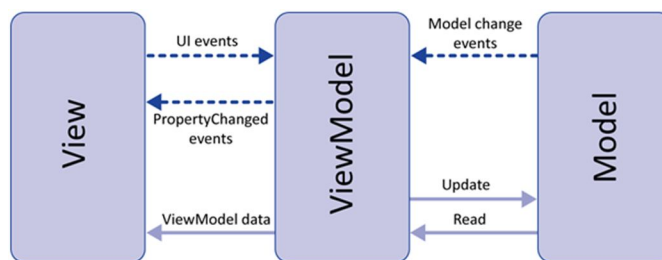 View
UI events
PropertyChanged
events
ViewModel data
ViewModel
Model change
events
Update
Read
Model